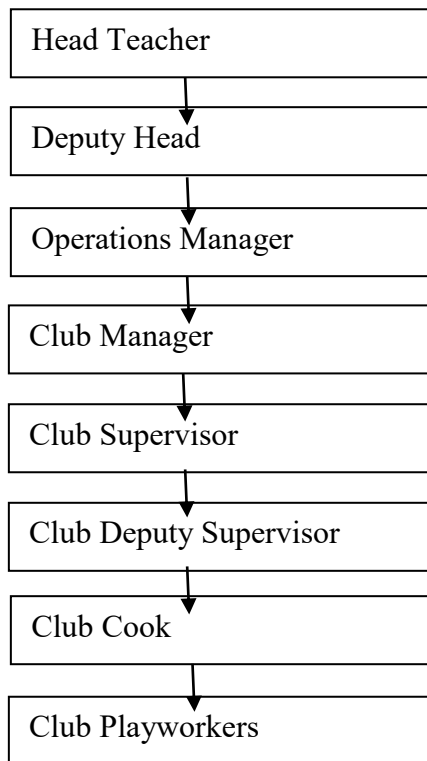 Head Teacher
Deputy Head
Operations Manager
Club Manager
Club Supervisor
Club Deputy Supervisor
Club Cook
Club Playworkers